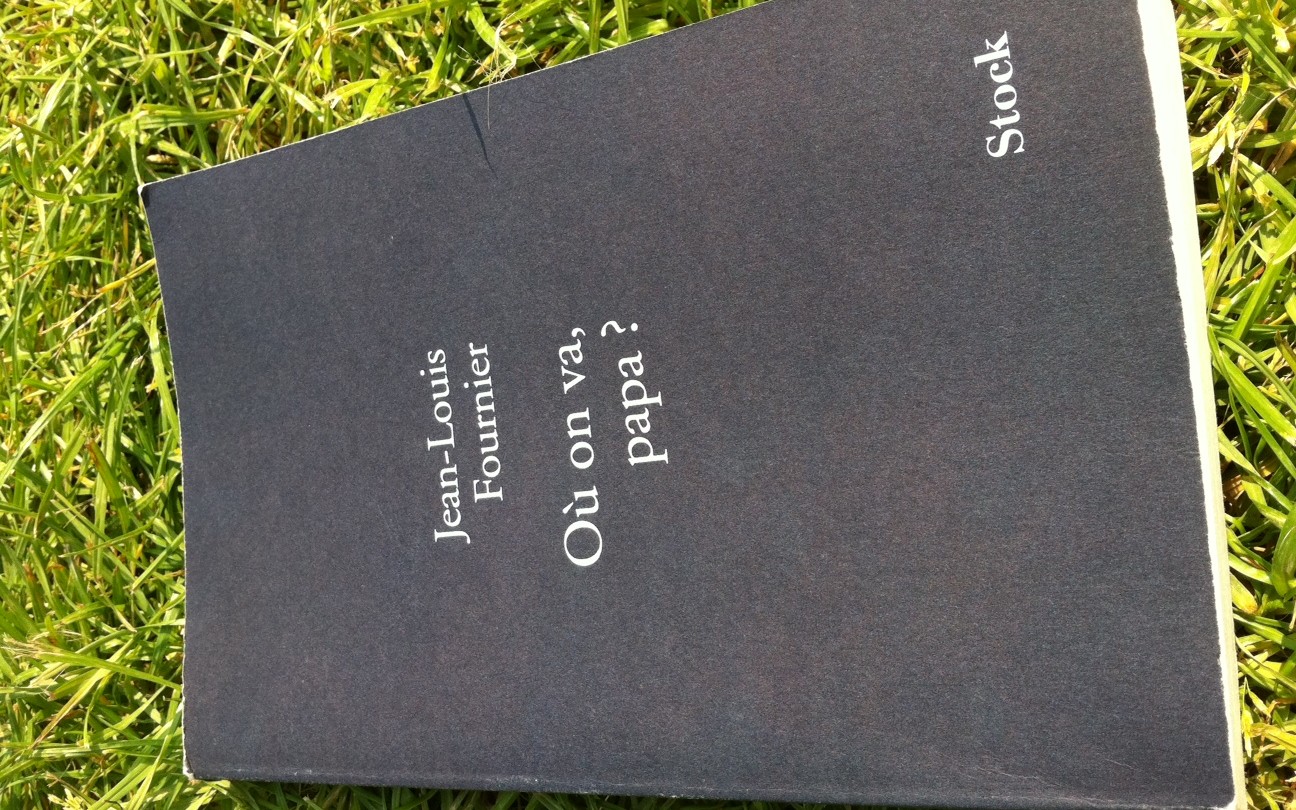 Jean-Louis
Fournier
Où on va,
papa ?
Stock